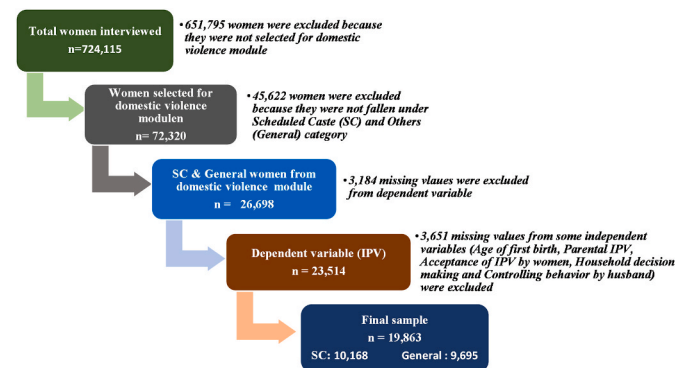 Total women interviewed
n=724,115
•651,795 women were excluded because
they were not selected for domestic
violence module
Women selected for
domestic violence
modulen
n= 72,320
•45,622 women were excluded
because they were not fallen under
Scheduled Caste (SC) and Others
(General) category
SC & General women from
domestic violence module
n = 26,698
•3,184 missing vlaues were excluded
from dependent variable
Dependent variable (IPV)
n = 23,514
•3,651 missing values from some independent
variables (Age of first birth, Parental IPV,
Acceptance of IPV by women, Household decision
making and Controlling behavior by husband)
were excluded
Final sample
n = 19,863
SC: 10,168 General : 9,695